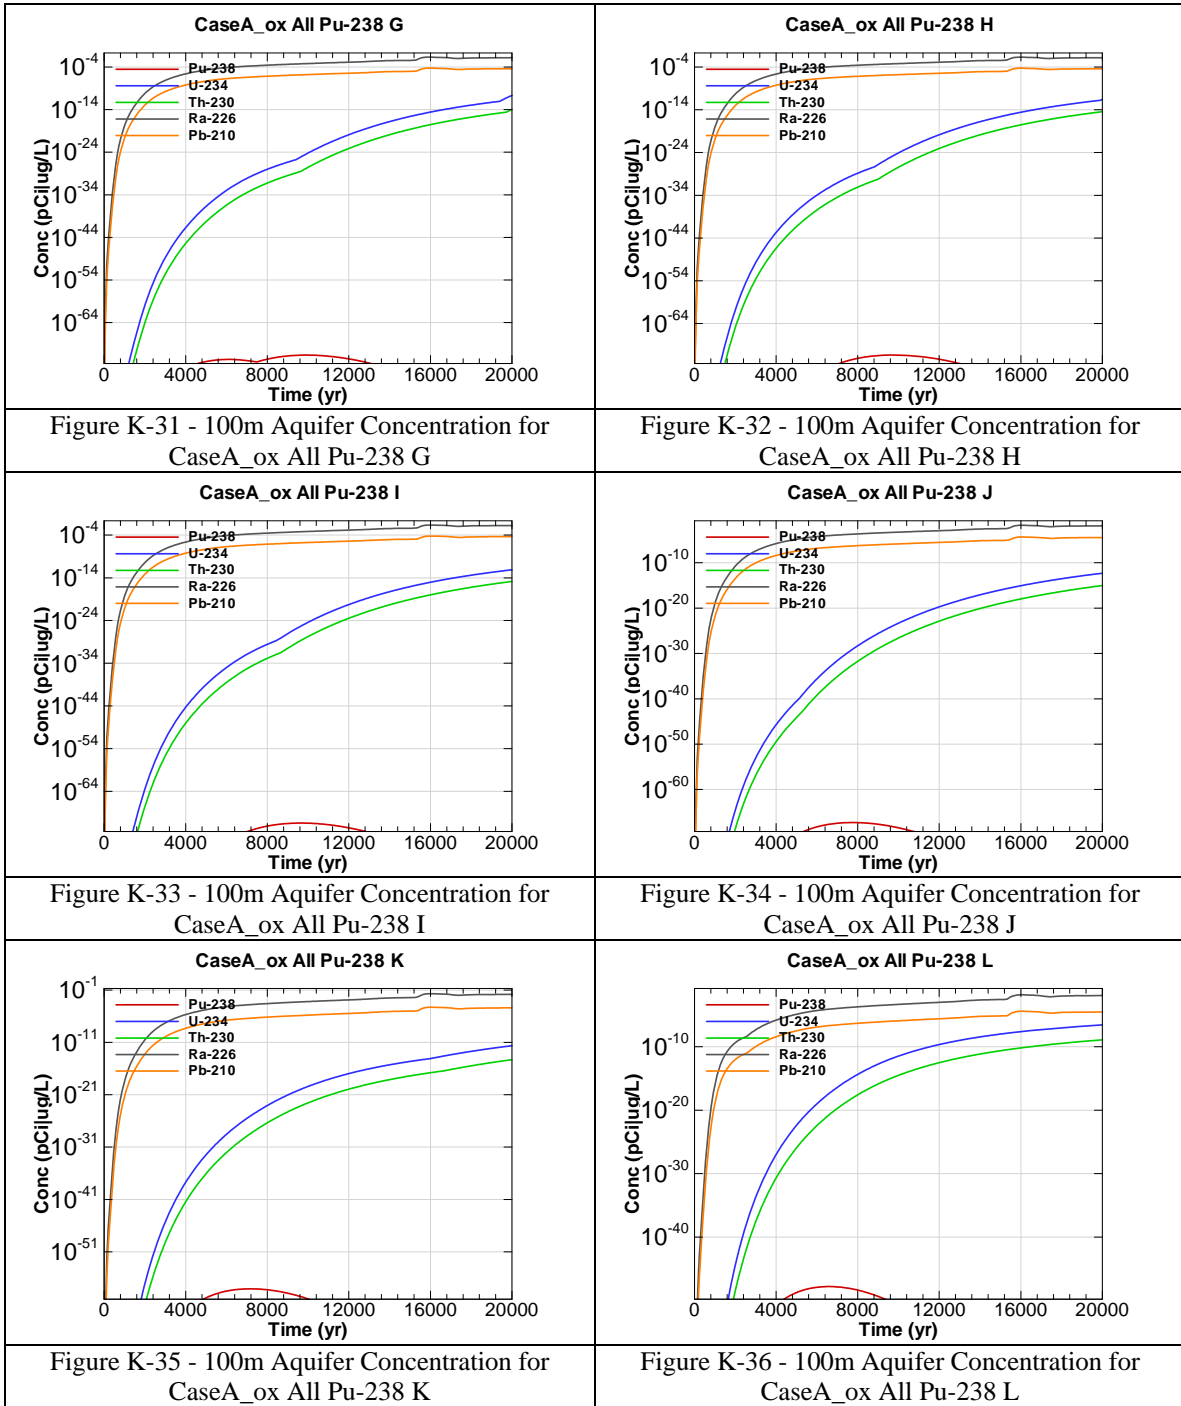 CaseA_ox All Pu-238 G
Conc (pCi|ug/L)
10-4
10-14
10-24
10-34
10-44
10-54
10-64
Pu-238
U-234
Th-230
Ra-226
Pb-210
0 4000 8000 12000 16000 20000
Time (yr)
Figure K-31 - 100m Aquifer Concentration for
CaseA_ox All Pu-238 G
CaseA_ox All Pu-238 H
Conc (pCi|ug/L)
10-4
10-14
10-24
10-34
10-44
10-54
10-64
Pu-238
U-234
Th-230
Ra-226
Pb-210
0 4000 8000 12000 16000 20000
Time (yr)
Figure K-32 - 100m Aquifer Concentration for
CaseA_ox All Pu-238 H
CaseA_ox All Pu-238 I
Conc (pCi|ug/L)
10-4
10-14
10-24
10-34
10-44
10-54
10-64
Pu-238
U-234
Th-230
Ra-226
Pb-210
0 4000 8000 12000 16000 20000
Time (yr)
Figure K-33 - 100m Aquifer Concentration for
CaseA_ox All Pu-238 I
CaseA_ox All Pu-238 J
Conc (pCi|ug/L)
10-10
10-20
10-30
10-40
10-50
10-60
Pu-238
U-234
Th-230
Ra-226
Pb-210
0 4000 8000 12000 16000 20000
Time (yr)
Figure K-34 - 100m Aquifer Concentration for
CaseA_ox All Pu-238 J
CaseA_ox All Pu-238 K
Conc (pCi|ug/L)
10-1
10-11
10-21
10-31
10-41
10-51
Pu-238
U-234
Th-230
Ra-226
Pb-210
0 4000 8000 12000 16000 20000
Time (yr)
Figure K-35 - 100m Aquifer Concentration for
CaseA_ox All Pu-238 K
CaseA_ox All Pu-238 L
Conc (pCi|ug/L)
10-10
10-20
10-30
10-40
Pu-238
U-234
Th-230
Ra-226
Pb-210
0 4000 8000 12000 16000 20000
Time (yr)
Figure K-36 - 100m Aquifer Concentration for
CaseA_ox All Pu-238 L